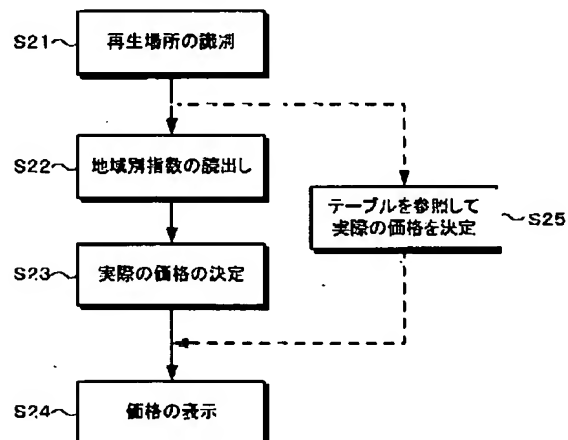 S21
再生場所の識別
S22
地域別指数の読出し
テーブルを参照して
実際の価格を決定
S25
S23
実際の価格の決定
S24
価格の表示